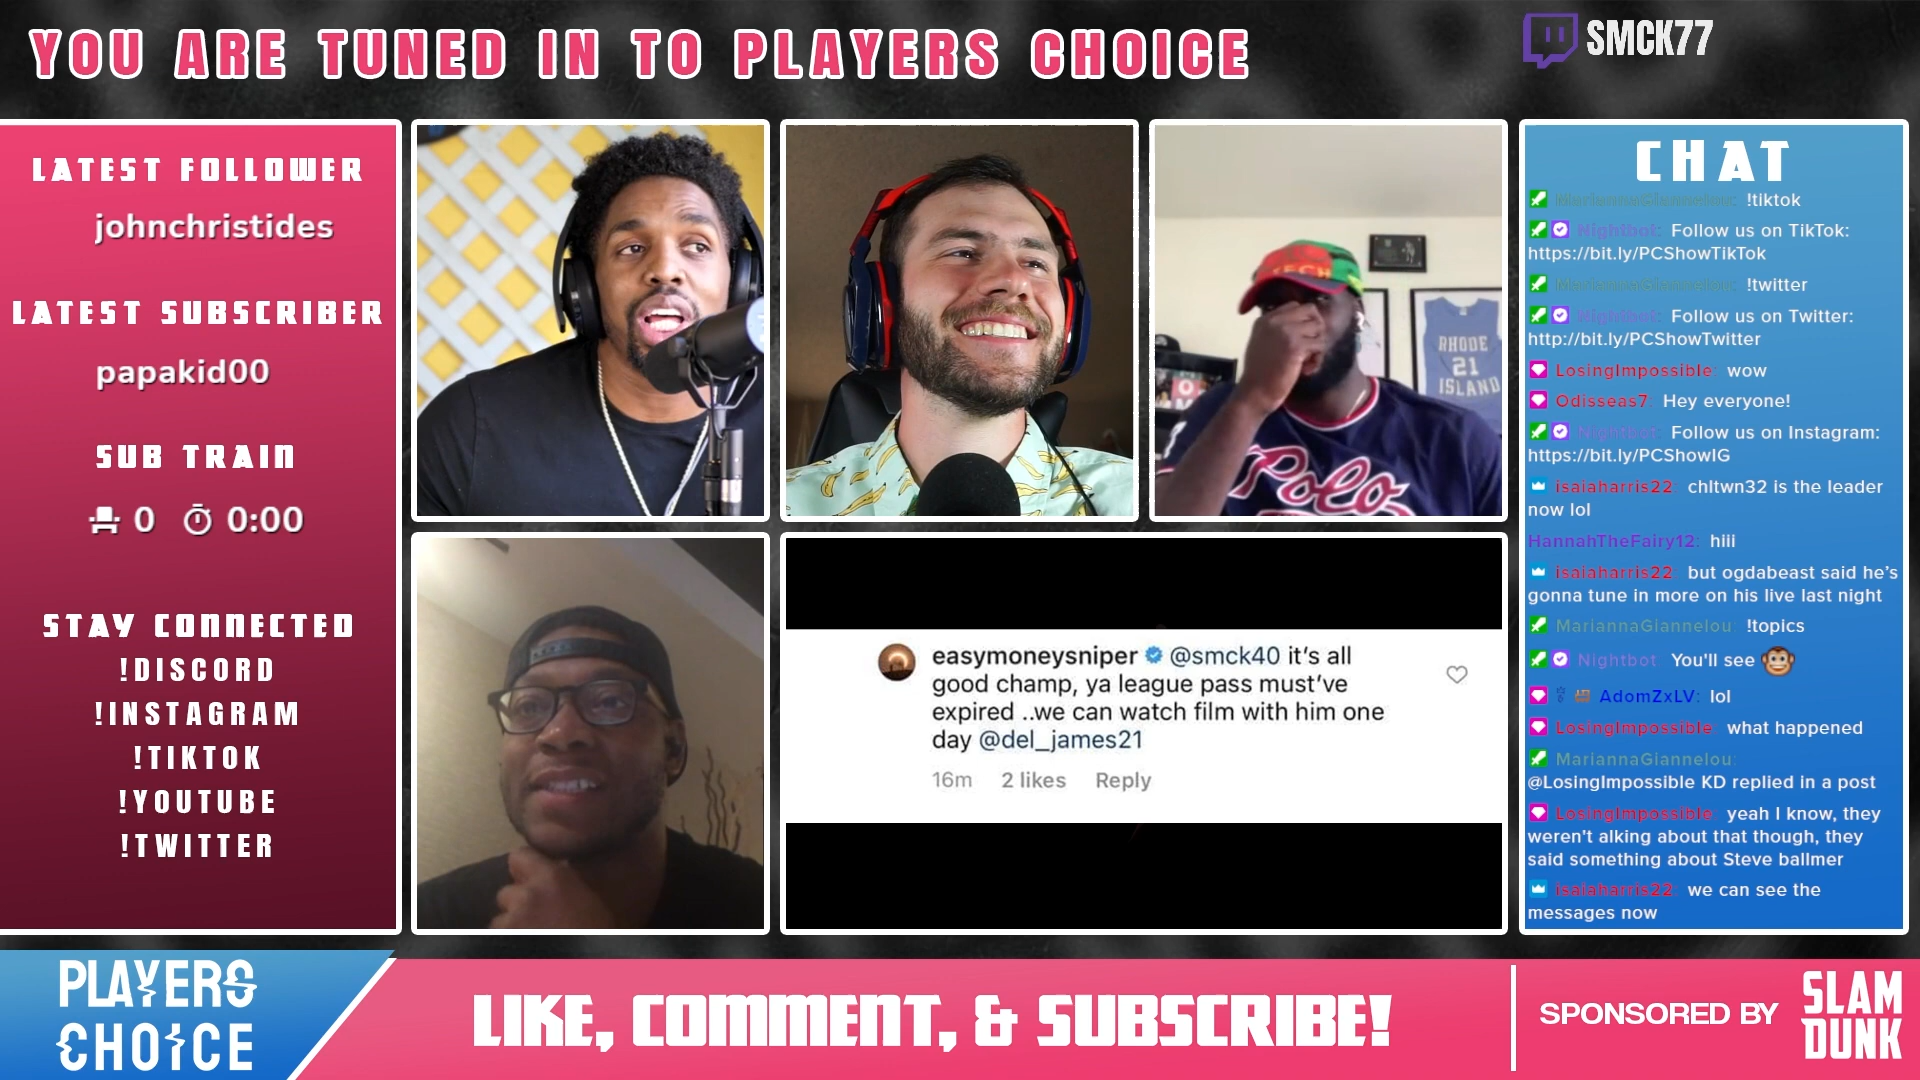 YOU ARE TUNED IN TO PLAYERS CHOICE
SMCK77
LATEST FOLLOWER
johnchristides
LATEST SUBSCRIBER
papakid00
SUB TRAIN
0 0:00
STAY CONNECTED
!DISCORD
!INSTAGRAM
!TIKTOK
!YOUTUBE
!TWITTER
RHODE
21
ISLAND
Polo
easymoneysniper @smck40 it's all
good champ, ya league pass must've
expired ..we can watch film with him one
day @del_james21
16m 2 likes Reply
CHAT
MariannaGiannelou: !tiktok
Nightbot: Follow us on TikTok:
https://bit.ly/PCShowTikTok
MariannaGiannelou: !twitter
Nightbot: Follow us on Twitter:
http://bit.ly/PCShowTwitter
LosingImpossible: wow
Odisseas7: Hey everyone!
Nightbot: Follow us on Instagram:
https://bit.ly/PCShowIG
isaiaharris22: chltwn32 is the leader
now lol
HannahTheFairy12: hiii
isaiaharris22: but ogdabeast said he's
gonna tune in more on his live last night
MariannaGiannelou: !topics
Nightbot: You'll see
AdomZxLV: lol
LosingImpossible: what happened
MariannaGiannelou:
@LosingImpossible KD replied in a post
LosingImpossible: yeah I know, they
weren't alking about that though, they
said something about Steve ballmer
isaiaharris22: we can see the
messages now
PLAYERS
CHOICE
LIKE, COMMENT, & SUBSCRIBE!
SPONSORED BY
SLAM
DUNK